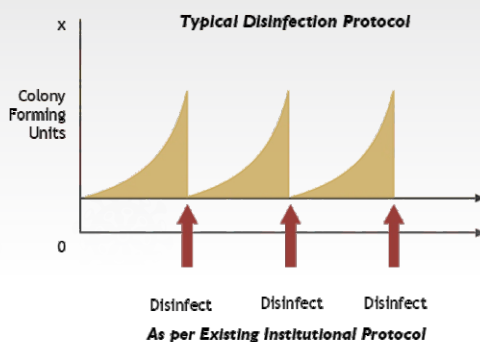 x
Typical Disinfection Protocol
Colony
Forming
Units
0
Disinfect Disinfect Disinfect
As per Existing Institutional Protocol